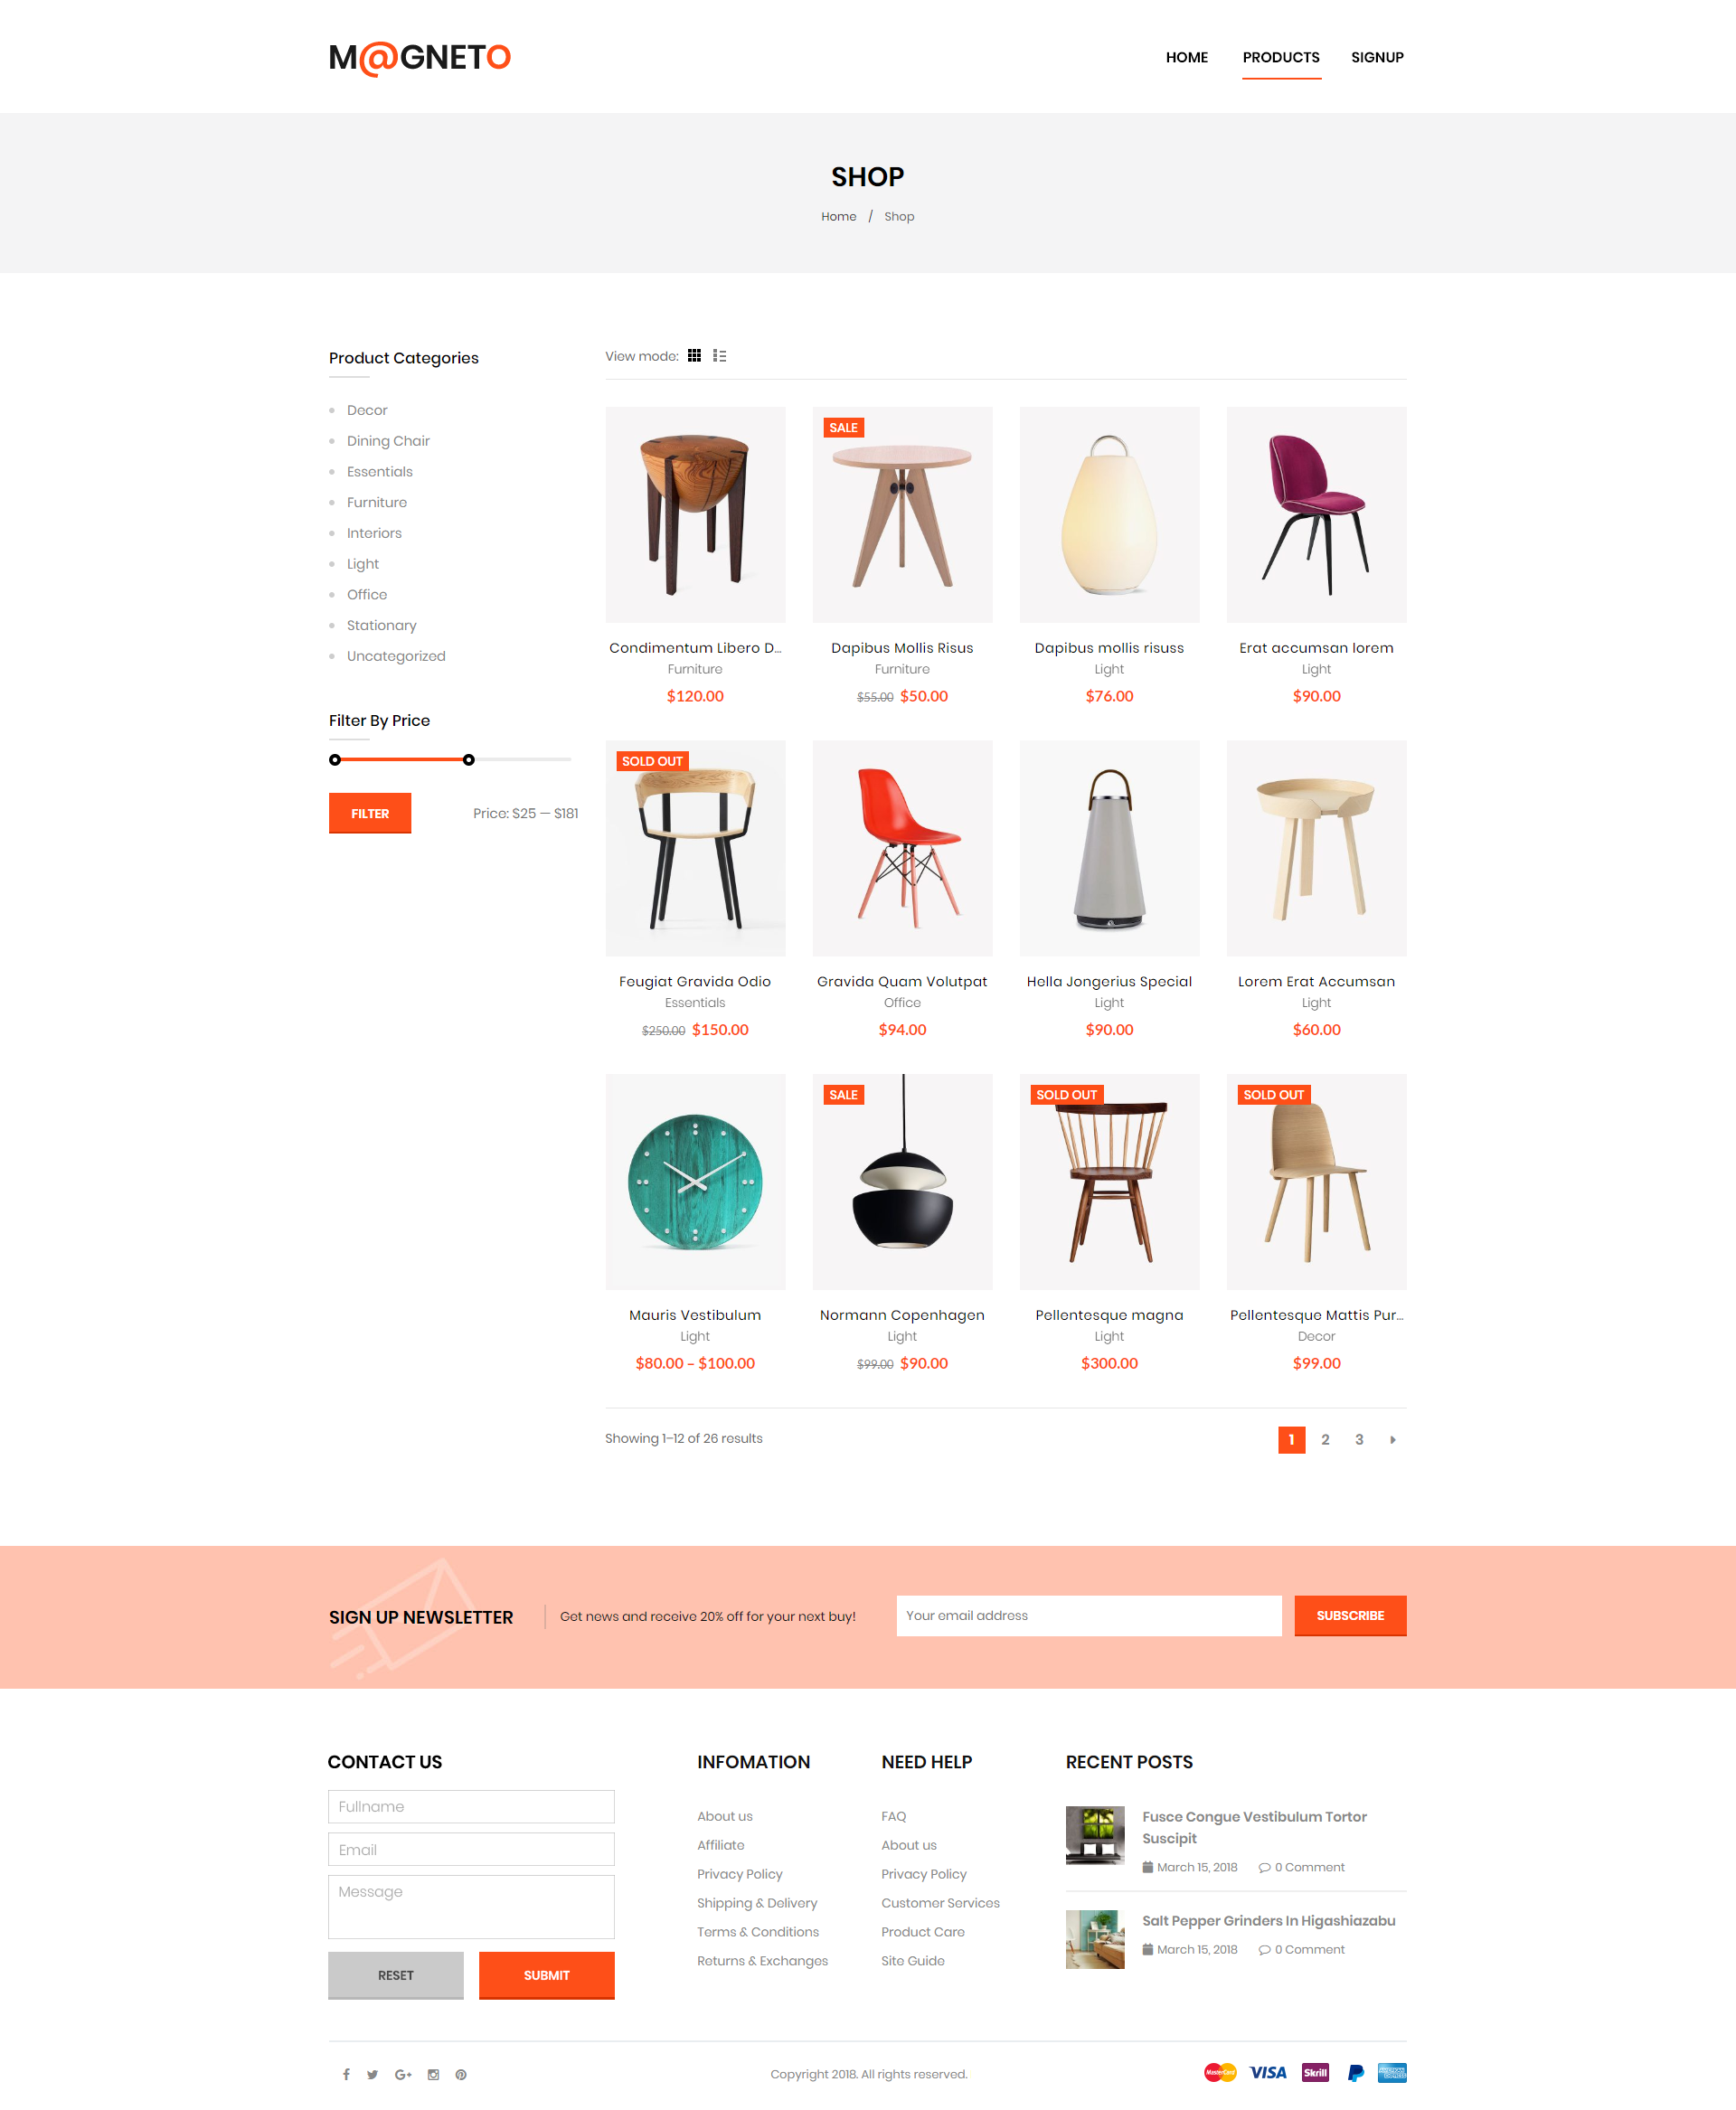 M@GNETO
HOME PRODUCTS SIGNUP
SHOP
Home / Shop
Product Categories
Decor
Dining Chair
Essentials
Furniture
Interiors
Light
Office
Stationary
Uncategorized
Filter By Price
FILTER Price: $25 — $181
View mode:
SALE
Condimentum Libero D... Dapibus Mollis Risus Dapibus mollis risuss Erat accumsan lorem
Furniture Furniture Light Light
$120.00 $55.00 $50.00 $76.00 $90.00
SOLD OUT
Feugiat Gravida Odio Gravida Quam Volutpat Hella Jongerius Special Lorem Erat Accumsan
Essentials Office Light Light
$250.00 $150.00 $94.00 $90.00 $60.00
SALE SOLD OUT SOLD OUT
Mauris Vestibulum Normann Copenhagen Pellentesque magna Pellentesque Mattis Pur...
Light Light Light Decor
$80.00 – $100.00 $99.00 $90.00 $300.00 $99.00
Showing 1–12 of 26 results 1 2 3
SIGN UP NEWSLETTER Get news and receive 20% off for your next buy! Your email address SUBSCRIBE
CONTACT US
Fullname
Email
Message
RESET SUBMIT
INFOMATION
About us
Affiliate
Privacy Policy
Shipping & Delivery
Terms & Conditions
Returns & Exchanges
NEED HELP
FAQ
About us
Privacy Policy
Customer Services
Product Care
Site Guide
RECENT POSTS
Fusce Congue Vestibulum Tortor
Suscipit
March 15, 2018 0 Comment
Salt Pepper Grinders In Higashiazabu
March 15, 2018 0 Comment
Copyright 2018. All rights reserved. MasterCard VISA Skrill